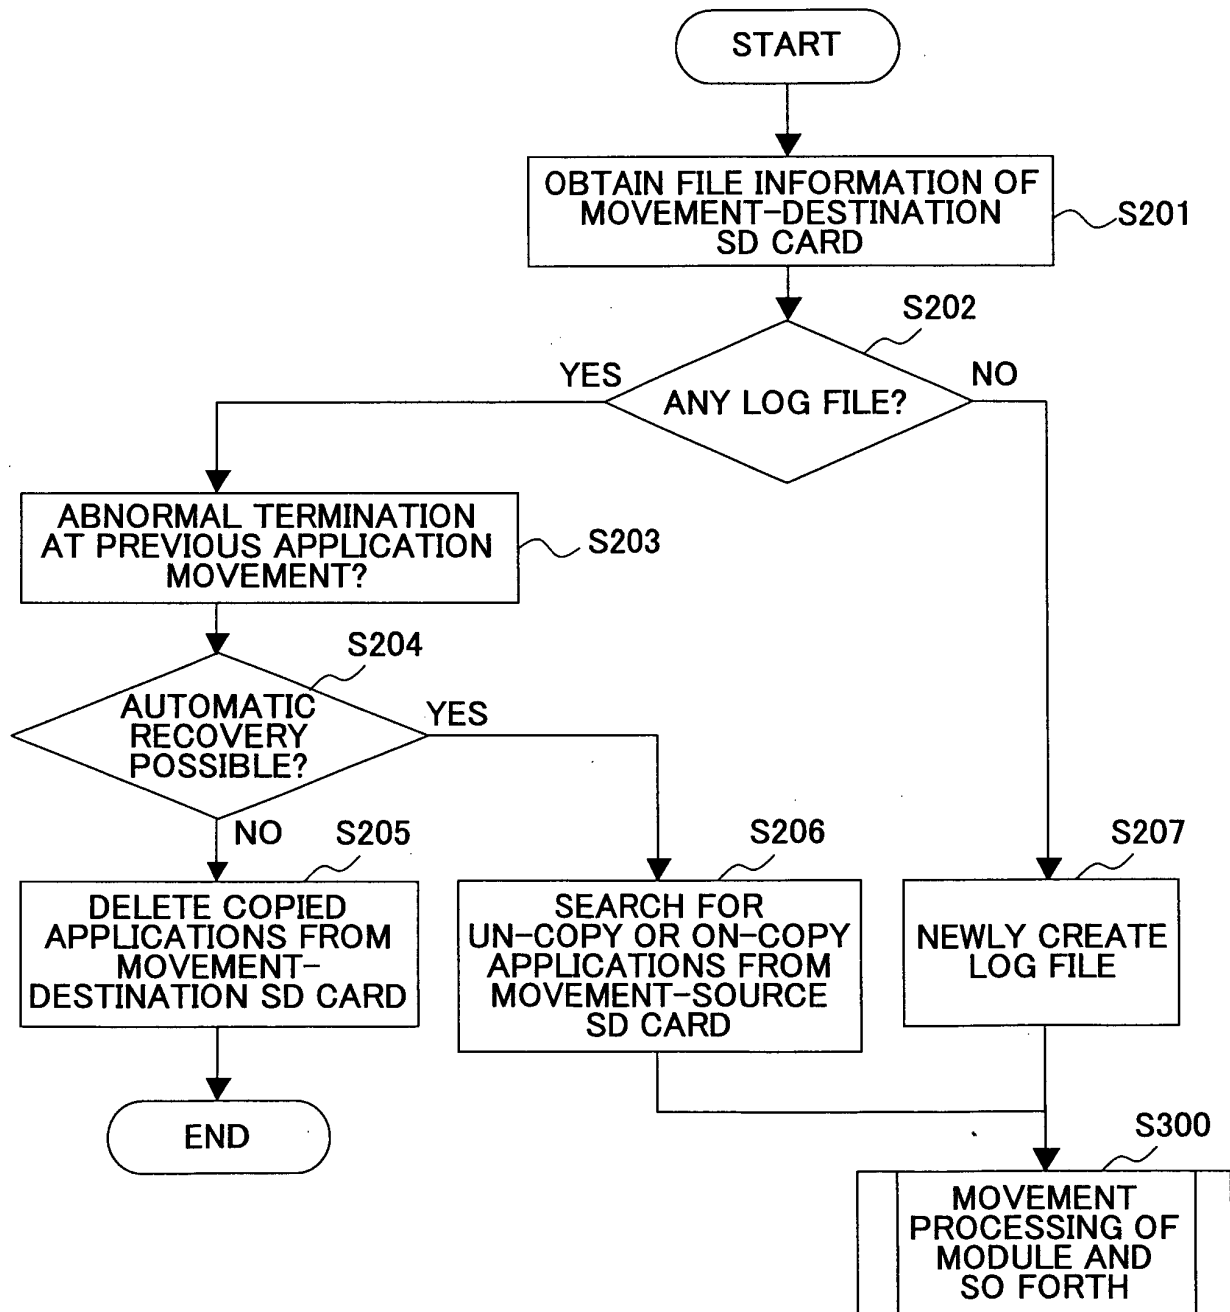 START
OBTAIN FILE INFORMATION OF
MOVEMENT-DESTINATION
SD CARD
S201
S202
YES
NO
ANY LOG FILE?
ABNORMAL TERMINATION
AT PREVIOUS APPLICATION
MOVEMENT?
S203
S204
AUTOMATIC
RECOVERY
POSSIBLE?
YES
NO
S205
DELETE COPIED
APPLICATIONS FROM
MOVEMENT-
DESTINATION SD CARD
S206
SEARCH FOR
UN-COPY OR ON-COPY
APPLICATIONS FROM
MOVEMENT-SOURCE
SD CARD
S207
NEWLY CREATE
LOG FILE
END
S300
MOVEMENT
PROCESSING OF
MODULE AND
SO FORTH